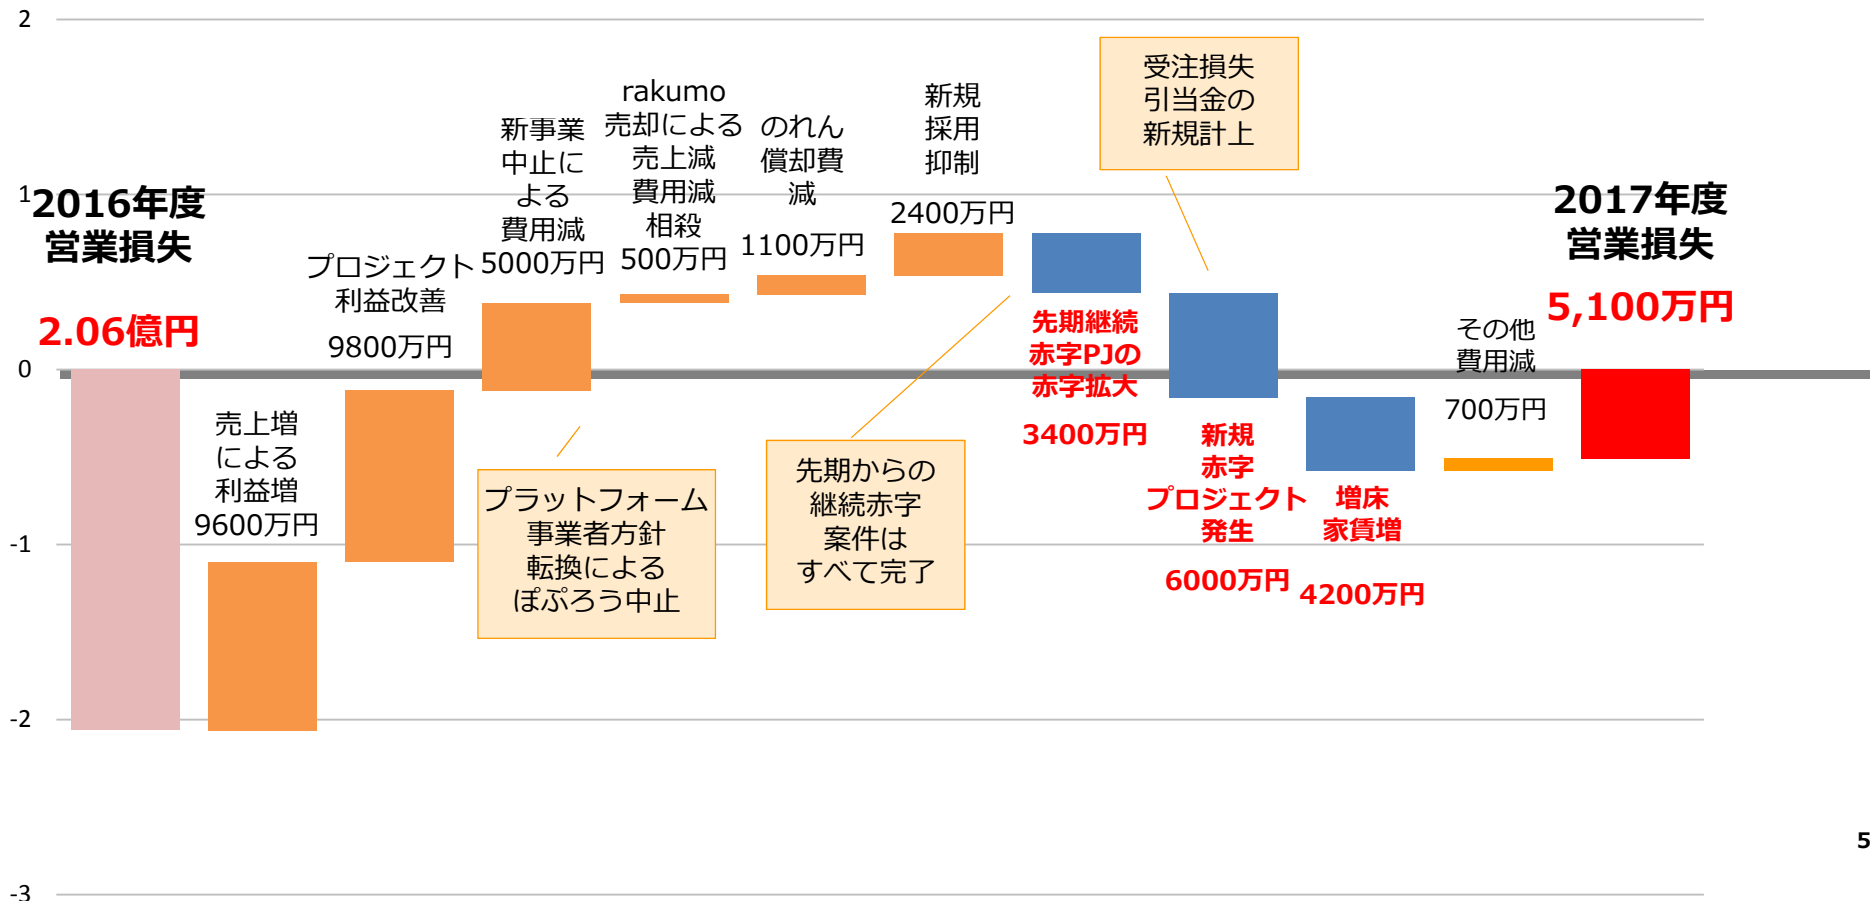 2
1
0
-1
-2
-3
2016年度
営業損失
2.06億円
売上増
による
利益増
9600万円
プロジェクト
利益改善
9800万円
新事業
中止に
よる
費用減
5000万円
rakumo
売却による
売上減
費用減
相殺
500万円
のれん
償却費
減
1100万円
新規
採用
抑制
2400万円
先期継続
赤字PJの
赤字拡大
3400万円
受注損失
引当金の
新規計上
新規
赤字
プロジェクト
発生
6000万円
増床
家賃増
4200万円
その他
費用減
700万円
2017年度
営業損失
5,100万円
プラットフォーム
事業者方針
転換による
ぽぷろう中止
先期からの
継続赤字
案件は
すべて完了
5